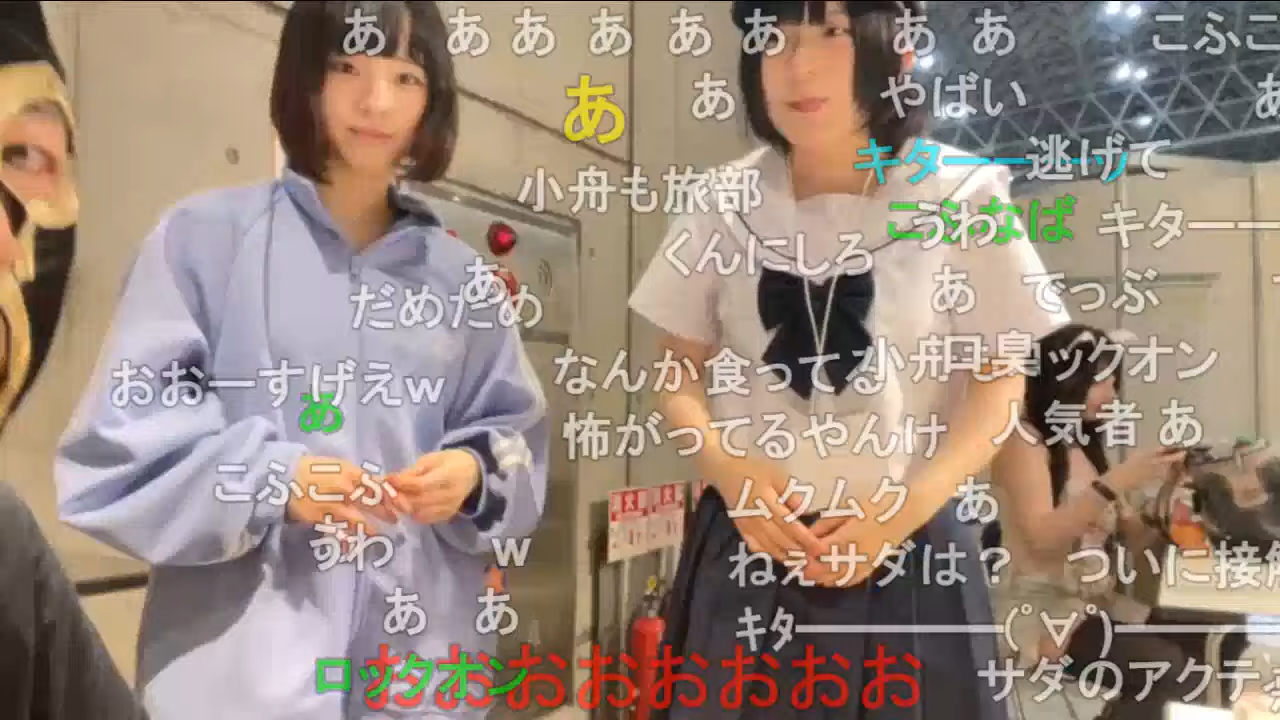 あ あ あ あ あ あ あ あ こふこ
あ あ やばい あ
キター 逃げて
小舟も旅部
こふなば うわ キター
くんにしろ
あ あ でっぶ
だめだめ
なんか食ってる 小舟 口臭 ックオン
おおーすげえw
あ
怖がってるやんけ 人気者 あ
こふこふ ムクムク あ
うわ w ねぇサダは? ついに接触
あ あ ｷﾀ━━━(ﾟ∀ﾟ)━━━
ロックオン おおおおおおおお サダのアクティ